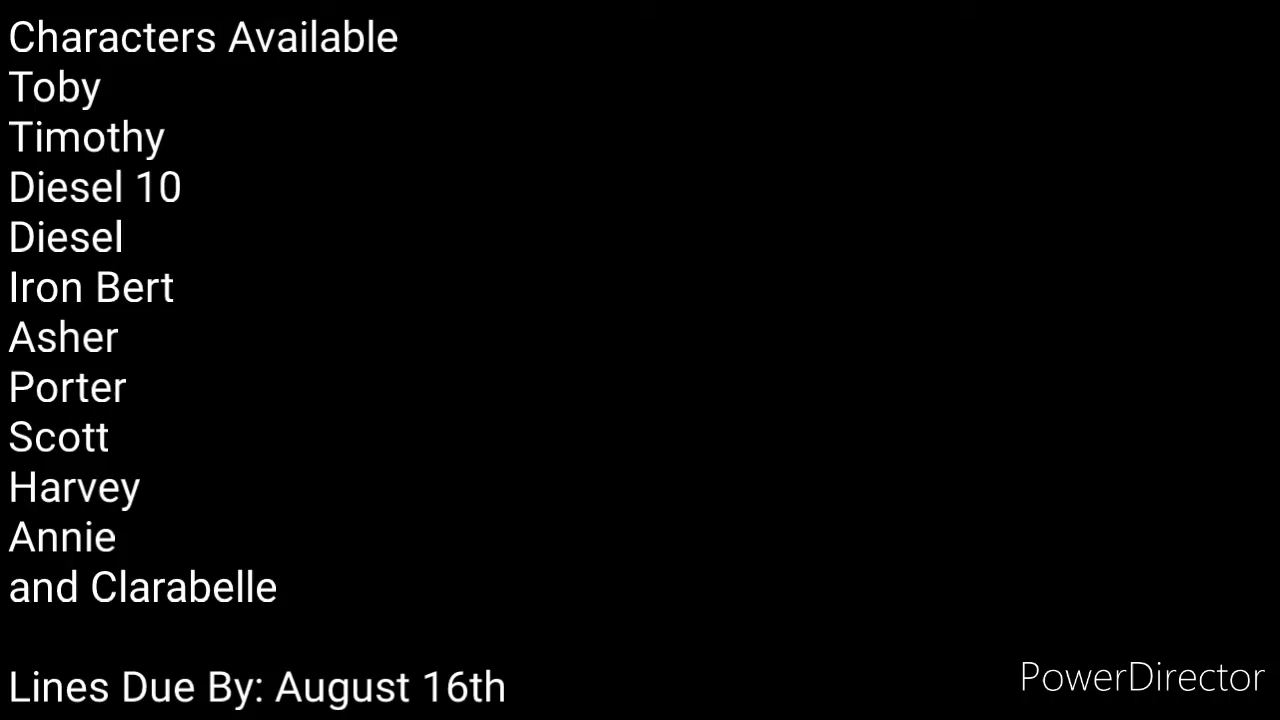 Characters Available
Toby
Timothy
Diesel 10
Diesel
Iron Bert
Asher
Porter
Scott
Harvey
Annie
and Clarabelle
Lines Due By: August 16th
PowerDirector